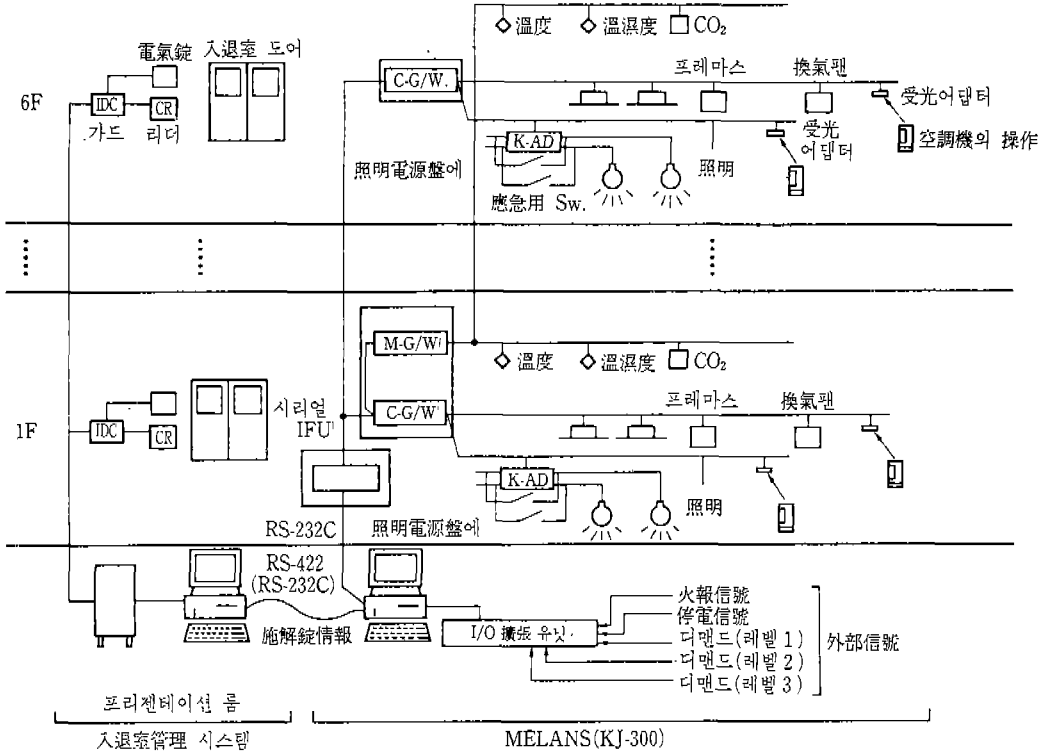 溫度
溫濕度
CO₂
電氣錠
入退室 도어
프레마스
換氣팬
受光어댑터
C-G/W
6F
IDC
CR
가드
리더
空調機의 操作
K-AD
受光
어댑터
照明電源盤에
照明
應急用 Sw.
M-G/W
溫度
溫濕度
CO₂
C-G/W
프레마스
換氣팬
시리얼
IFU
1F
IDC
CR
K-AD
照明
RS-232C
照明電源盤에
RS-422
(RS-232C)
施解錠情報
I/O 擴張 유닛
火報信號
停電信號
디맨드(레벨 1)
디맨드(레벨 2)
디맨드(레벨 3)
外部信號
프리젠테이션 룸
入退室管理 시스템
MELANS(KJ-300)